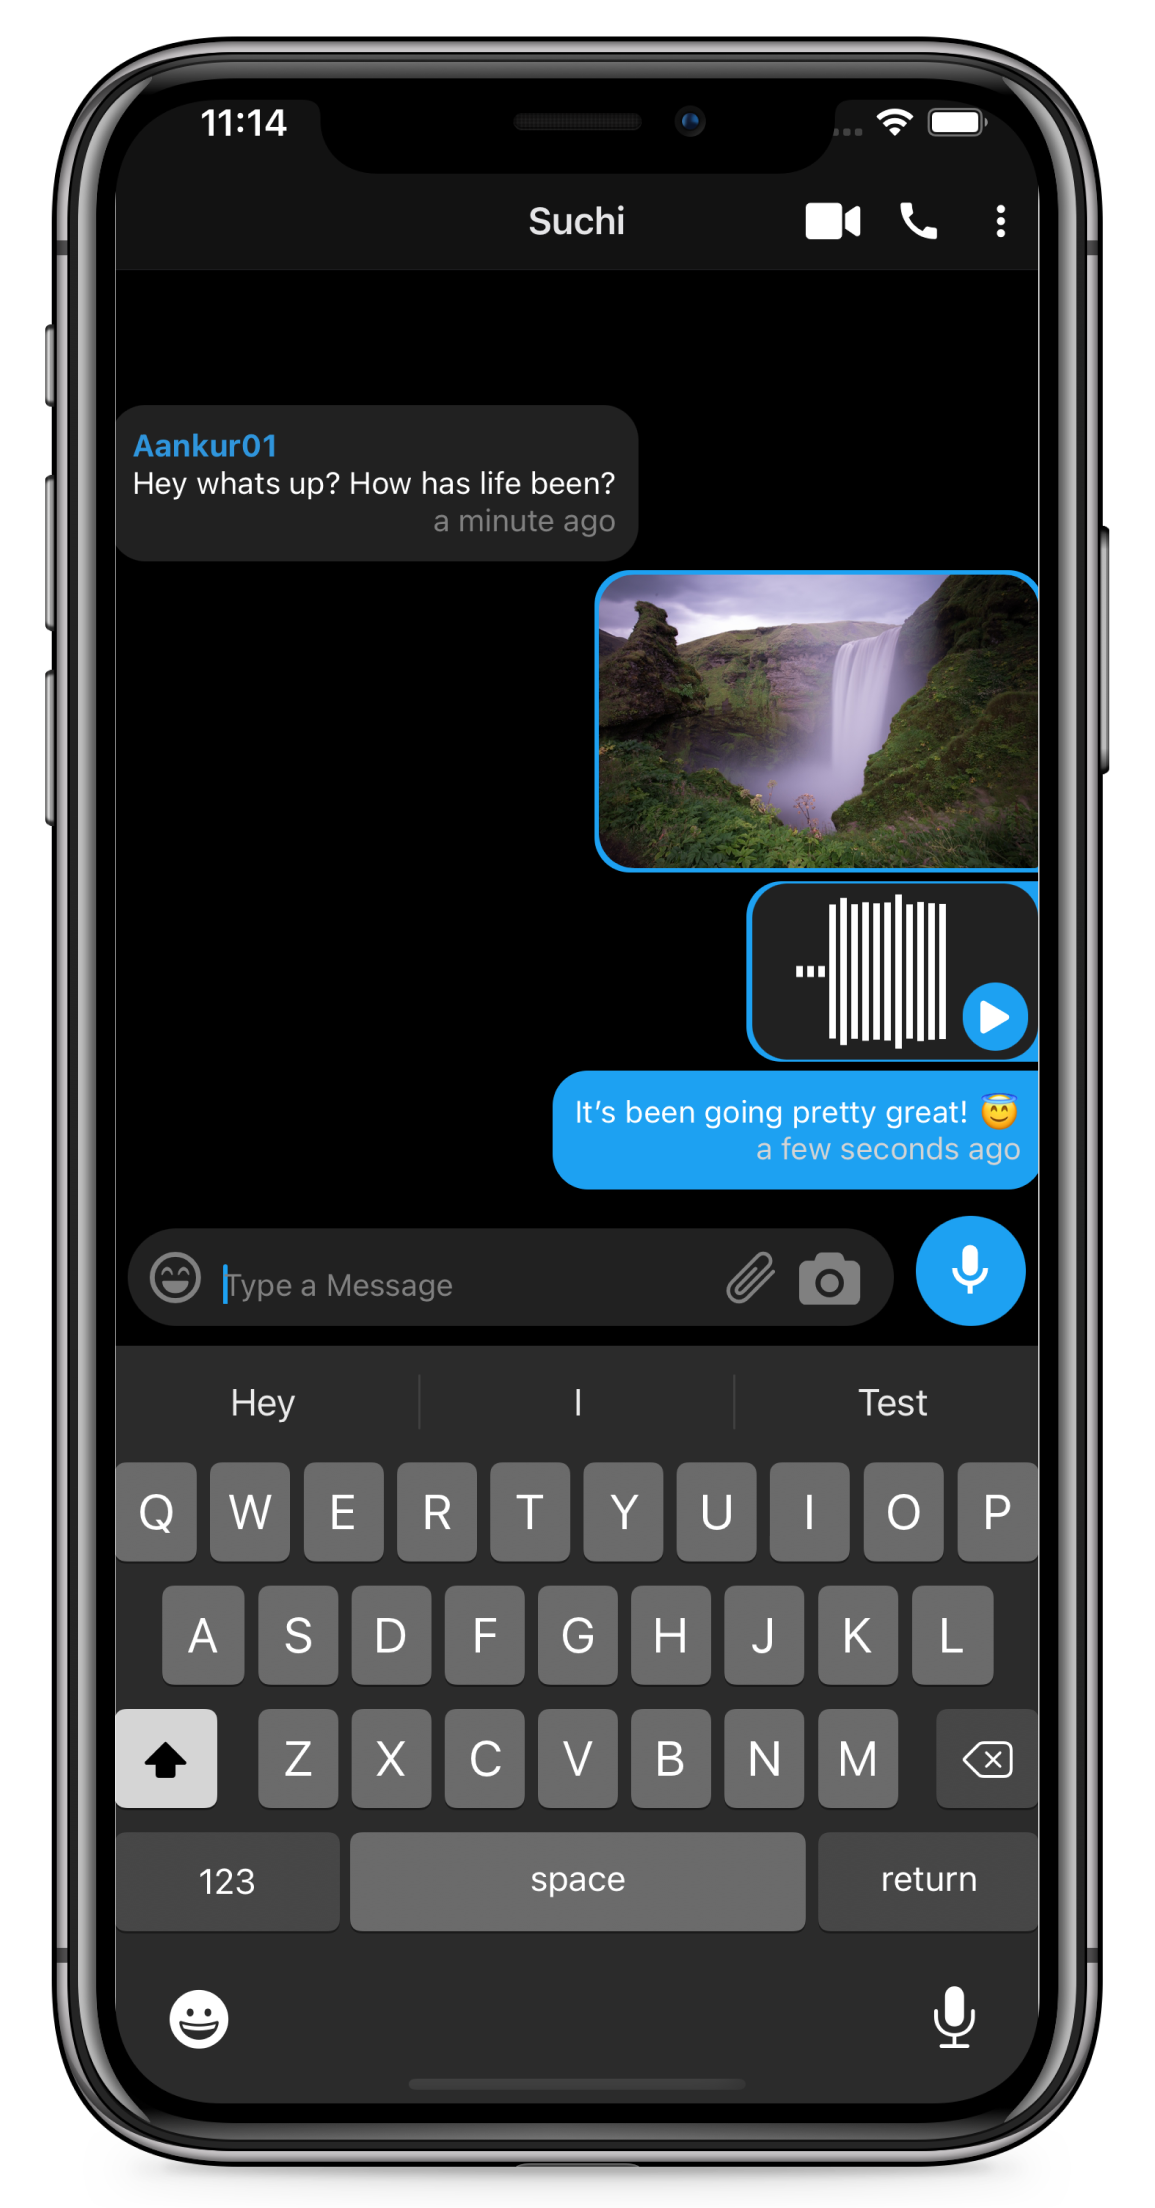 11:14
Suchi
Aankur01
Hey whats up? How has life been?
a minute ago
It's been going pretty great! 😇
a few seconds ago
Type a Message
Hey I Test
Q W E R T Y U I O P
A S D F G H J K L
Z X C V B N M
123 space return